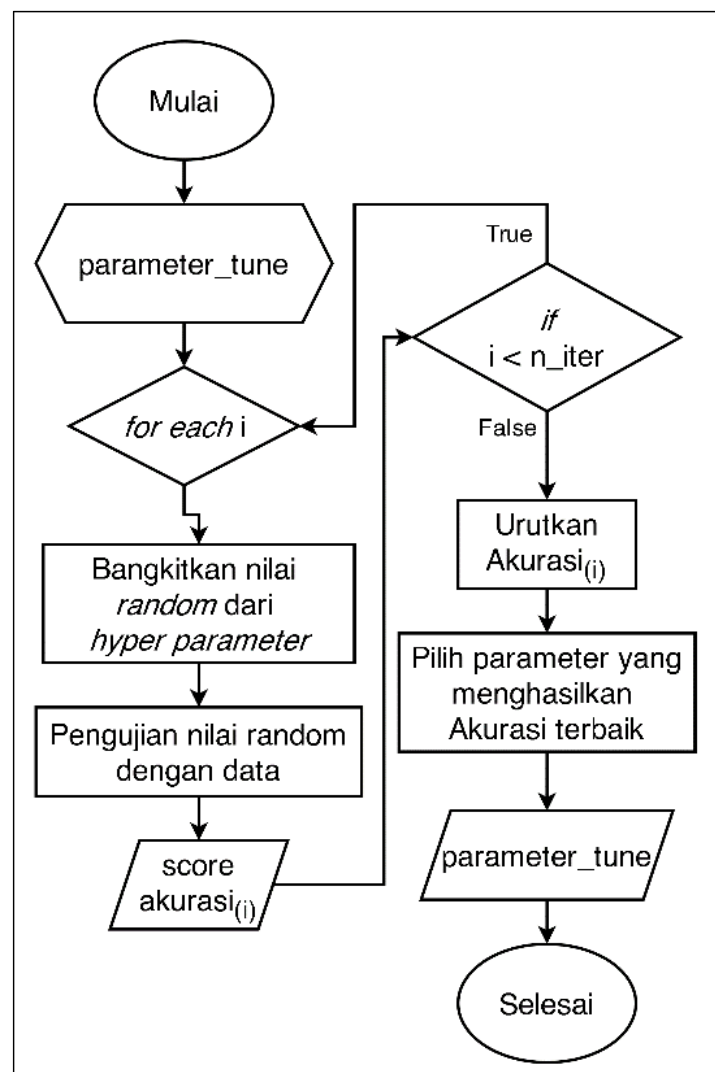 Mulai
parameter_tune
for each i
Bangkitkan nilai
random dari
hyper parameter
Pengujian nilai random
dengan data
score
akurasi(i)
True
if
i < n_iter
False
Urutkan
Akurasi(i)
Pilih parameter yang
menghasilkan
Akurasi terbaik
parameter_tune
Selesai